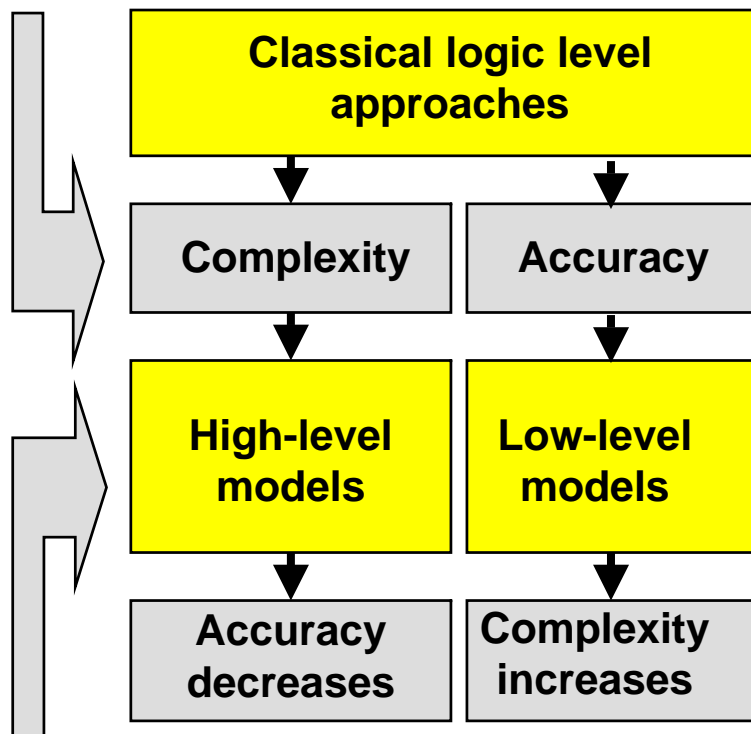 Classical logic level
approaches
Complexity
Accuracy
High-level
models
Low-level
models
Accuracy
decreases
Complexity
increases